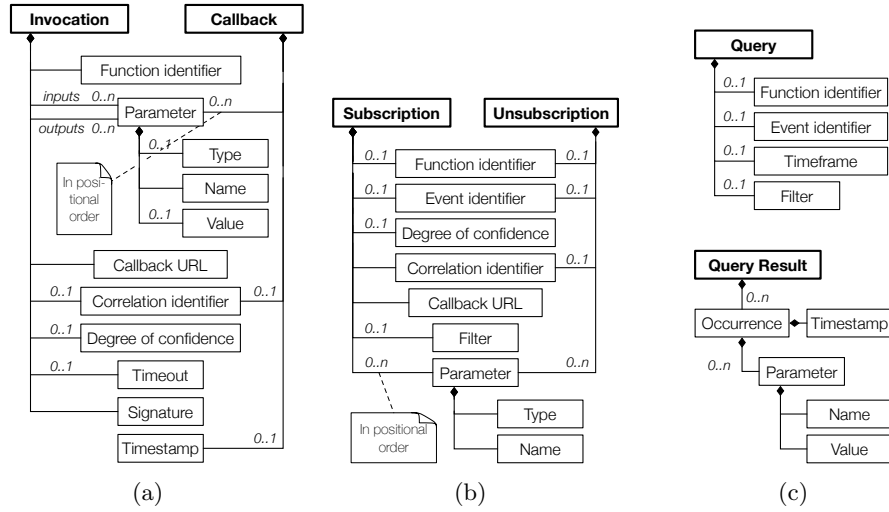 Invocation
Callback
Function identifier
inputs 0..n
Parameter
0..n
outputs 0..n
0..1
Type
In posi-
tional
order
Name
0..1
Value
Callback URL
0..1
Correlation identifier
0..1
0..1
Degree of confidence
0..1
Timeout
Signature
Timestamp
0..1
(a)
Subscription
Unsubscription
0..1
Function identifier
0..1
0..1
Event identifier
0..1
0..1
Degree of confidence
Correlation identifier
0..1
Callback URL
0..1
Filter
0..n
Parameter
0..n
In positional
order
Type
Name
(b)
Query
0..1
Function identifier
0..1
Event identifier
0..1
Timeframe
0..1
Filter
Query Result
0..n
Occurrence
Timestamp
0..n
Parameter
Name
Value
(c)